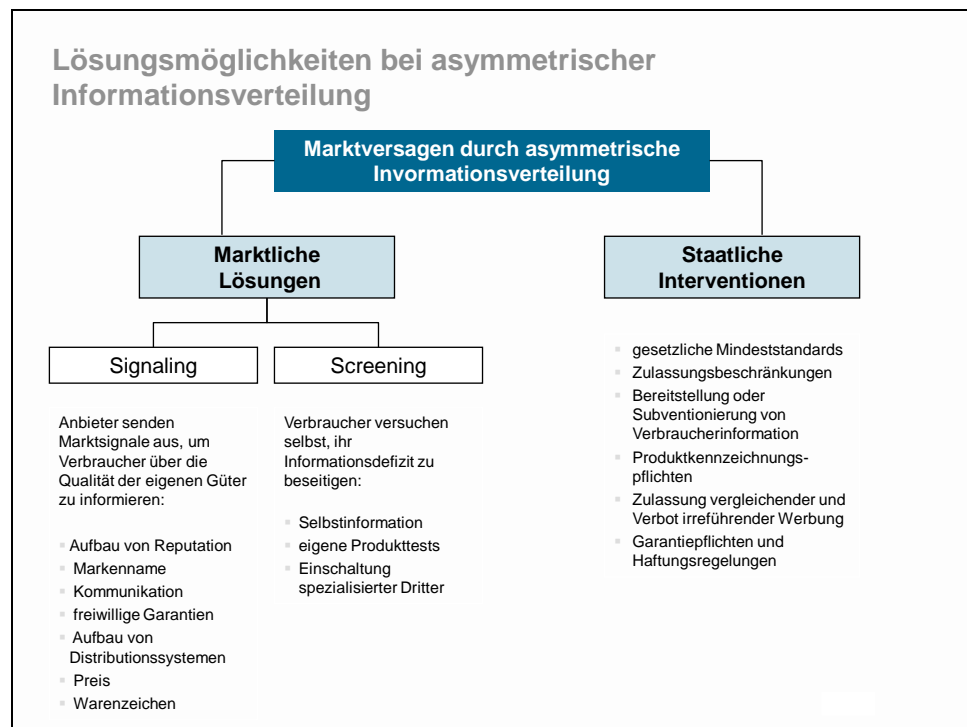 Lösungsmöglichkeiten bei asymmetrischer
Informationsverteilung
Marktversagen durch asymmetrische
Invormationsverteilung
Marktliche
Lösungen
Signaling
Screening
Anbieter senden
Marktsignale aus, um
Verbraucher über die
Qualität der eigenen Güter
zu informieren:
Aufbau von Reputation
Markenname
Kommunikation
freiwillige Garantien
Aufbau von
Distributionssystemen
Preis
Warenzeichen
Verbraucher versuchen
selbst, ihr
Informationsdefizit zu
beseitigen:
Selbstinformation
eigene Produkttests
Einschaltung
spezialisierter Dritter
Staatliche
Interventionen
gesetzliche Mindeststandards
Zulassungsbeschränkungen
Bereitstellung oder
Subventionierung von
Verbraucherinformation
Produktkennzeichnungs-
pflichten
Zulassung vergleichender und
Verbot irreführender Werbung
Garantiepflichten und
Haftungsregelungen